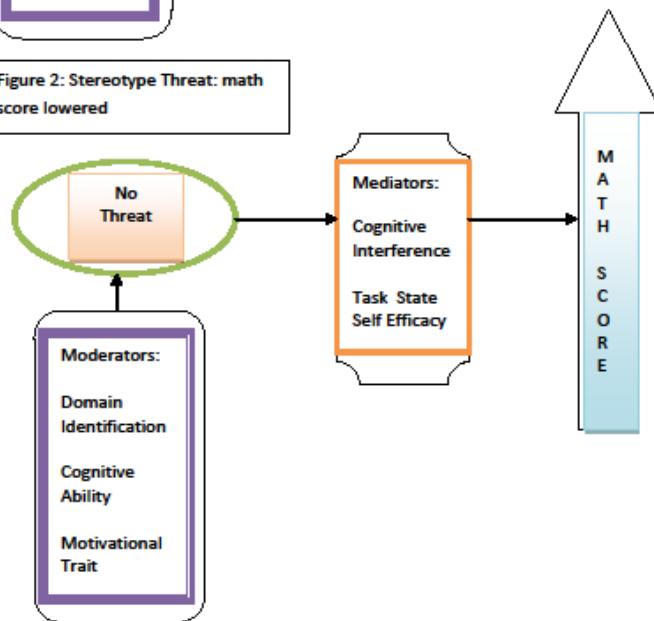 Figure 2: Stereotype Threat: math
score lowered
No
Threat
Mediators:
Cognitive
Interference
Task State
Self Efficacy
M
A
T
H
S
C
O
R
E
Moderators:
Domain
Identification
Cognitive
Ability
Motivational
Trait